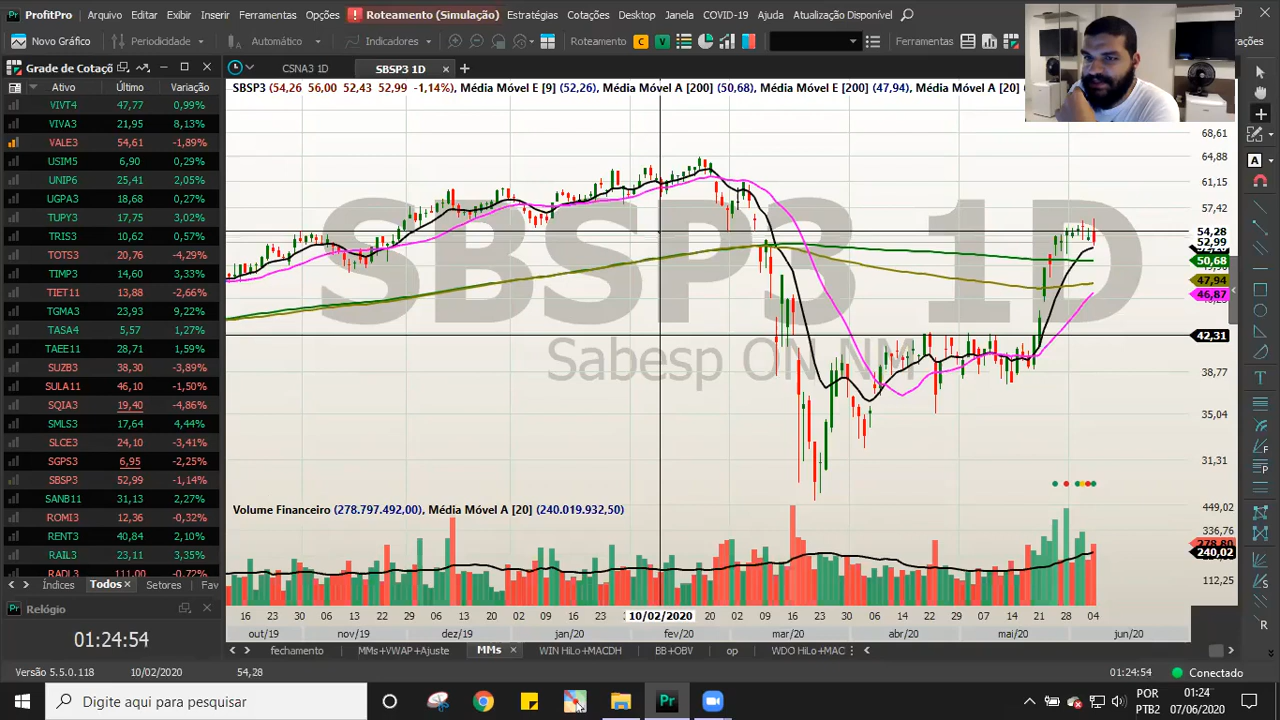 ProfitPro Arquivo Editar Exibir Inserir Ferramentas Opções Roteamento (Simulação) Estratégias Cotações Desktop Janela COVID-19 Ajuda Atualização Disponível
Novo Gráfico Periodicidade Automático Indicadores Roteamento C V Ferramentas
Grade de Cotaçõ CSNA3 1D SBSP3 1D
Ativo Último Variação
VIVT4 47,77 0,99%
VIVA3 21,95 8,13%
VALE3 54,61 -1,89%
USIM5 6,90 0,29%
UNIP6 25,41 2,05%
UGPA3 18,68 0,27%
TUPY3 17,75 3,02%
TRIS3 10,62 0,57%
TOTS3 20,76 -4,29%
TIMP3 14,60 3,33%
TIET11 13,88 -2,66%
TGMA3 23,93 9,22%
TASA4 5,57 1,27%
TAEE11 28,71 1,59%
SUZB3 38,30 -3,89%
SULA11 46,10 -1,50%
SQIA3 19,40 -4,86%
SMLS3 17,64 4,44%
SLCE3 24,10 -3,41%
SGPS3 6,95 -2,25%
SBSP3 52,99 -1,14%
SANB11 31,13 2,27%
ROMI3 12,36 -0,32%
RENT3 40,84 2,10%
RAIL3 23,11 3,35%
RADL3 111,00 -0,72%
Índices Todos Setores Fav
Relógio
01:24:54
SBSP3 (54,26 56,00 52,43 52,99 -1,14%), Média Móvel E [9] (52,26), Média Móvel A [200] (50,68), Média Móvel E [200] (47,94), Média Móvel A [20] (
SBSP3 1D
Sabesp ON NM
68,61
64,88
61,15
57,42
54,28
52,99
50,68
47,94
46,87
42,31
38,77
35,04
31,31
Volume Financeiro (278.797.492,00), Média Móvel A [20] (240.019.932,50)
449,02
336,76
278,80
240,02
112,25
16 23 30 06 13 22 29 06 13 20 02 09 16 23 10/02/2020 20 02 09 16 23 30 06 14 22 29 07 14 21 28 04
out/19 nov/19 dez/19 jan/20 fev/20 mar/20 abr/20 mai/20 jun/20
fechamento MMs+VWAP+Ajuste MMs WIN HiLo+MACDH BB+OBV op WDO HiLo+MAC
Versão 5.5.0.118 10/02/2020 54,28 01:24:54 Conectado
Digite aqui para pesquisar Pr POR 01:24
PTB2 07/06/2020